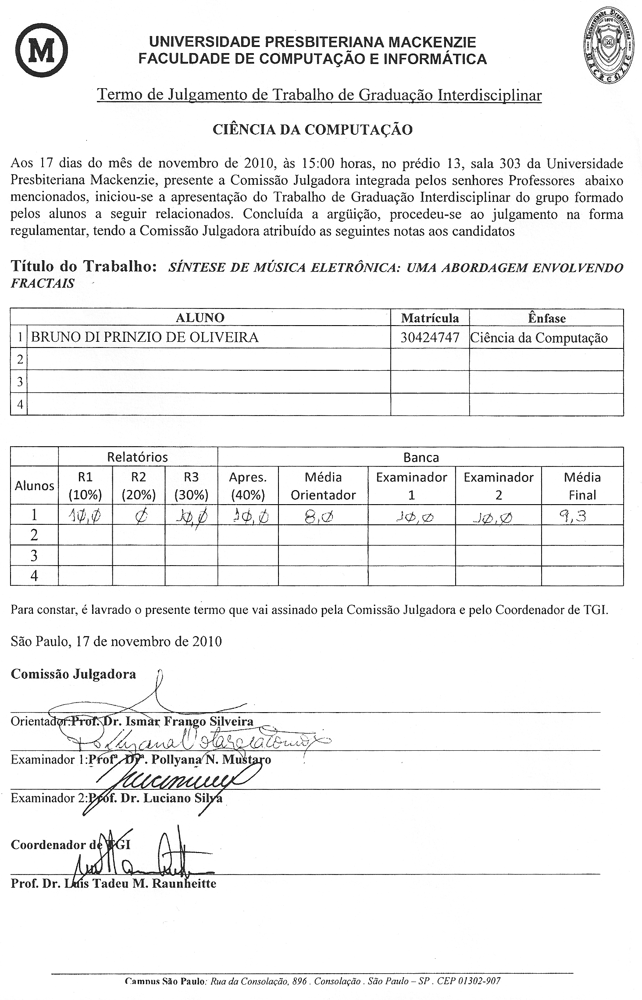 UNIVERSIDADE PRESBITERIANA MACKENZIE
FACULDADE DE COMPUTAÇÃO E INFORMÁTICA
M
Universidade Presbiteriana
1870
M
MACKENZIE
Termo de Julgamento de Trabalho de Graduação Interdisciplinar
CIÊNCIA DA COMPUTAÇÃO
Aos 17 dias do mês de novembro de 2010, às 15:00 horas, no prédio 13, sala 303 da Universidade
Presbiteriana Mackenzie, presente a Comissão Julgadora integrada pelos senhores Professores abaixo
mencionados, iniciou-se a apresentação do Trabalho de Graduação Interdisciplinar do grupo formado
pelos alunos a seguir relacionados. Concluída a argüição, procedeu-se ao julgamento na forma
regulamentar, tendo a Comissão Julgadora atribuído as seguintes notas aos candidatos
Título do Trabalho: SÍNTESE DE MÚSICA ELETRÔNICA: UMA ABORDAGEM ENVOLVENDO
FRACTAIS
ALUNO Matrícula Ênfase
1 BRUNO DI PRINZIO DE OLIVEIRA 30424747 Ciência da Computação
2
3
4
Relatórios Banca
Alunos R1 (10%) R2 (20%) R3 (30%) Apres. (40%) Média Orientador Examinador 1 Examinador 2 Média Final
1 10,0 0 10,0 10,0 8,0 10,0 10,0 9,3
2
3
4
Para constar, é lavrado o presente termo que vai assinado pela Comissão Julgadora e pelo Coordenador de TGI.
São Paulo, 17 de novembro de 2010
Comissão Julgadora
Orientador:Prof. Dr. Ismar Frango Silveira
Examinador 1:Profª. Drª. Pollyana N. Mustaro
Examinador 2:Prof. Dr. Luciano Silva
Coordenador de TGI
Prof. Dr. Luis Tadeu M. Raunheitte
Campus São Paulo: Rua da Consolação, 896 . Consolação . São Paulo – SP . CEP 01302-907